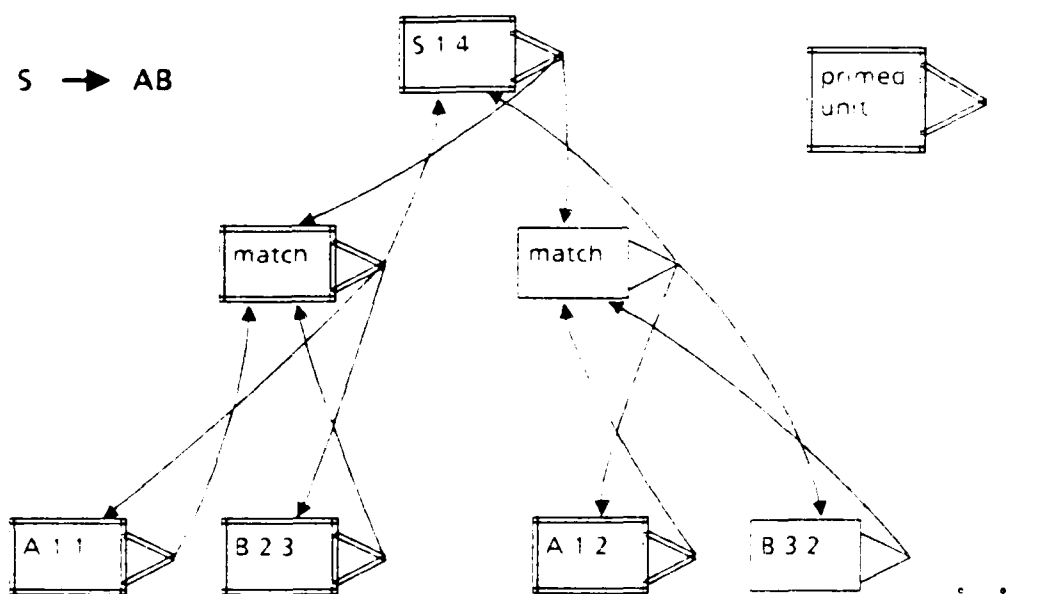 S 1 4
S → AB
primed
unit
match
match
A 1 1
B 2 3
A 1 2
B 3 2